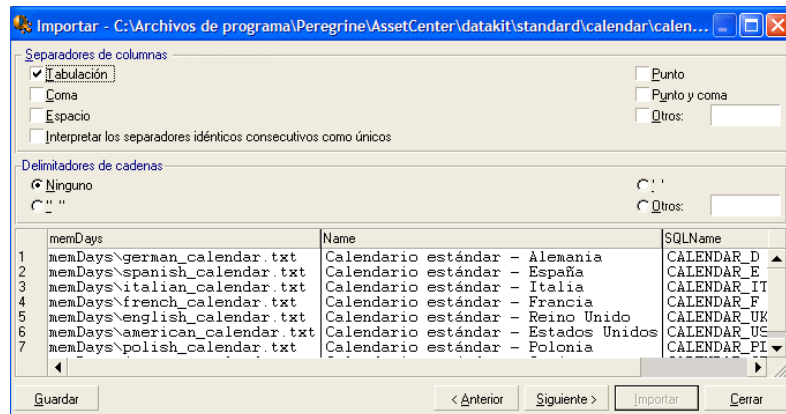 Importar - C:\Archivos de programa\Peregrine\AssetCenter\datakit\standard\calendar\calen...
Separadores de columnas
Tabulación
Punto
Coma
Punto y coma
Espacio
Otros:
Interpretar los separadores idénticos consecutivos como únicos
Delimitadores de cadenas
Ninguno
' '
" "
Otros:
memDays Name SQLName
1 memDays\german_calendar.txt Calendario estándar - Alemania CALENDAR_D
2 memDays\spanish_calendar.txt Calendario estándar - España CALENDAR_E
3 memDays\italian_calendar.txt Calendario estándar - Italia CALENDAR_IT
4 memDays\french_calendar.txt Calendario estándar - Francia CALENDAR_F
5 memDays\english_calendar.txt Calendario estándar - Reino Unido CALENDAR_UK
6 memDays\american_calendar.txt Calendario estándar - Estados Unidos CALENDAR_US
7 memDays\polish_calendar.txt Calendario estándar - Polonia CALENDAR_PL
Guardar < Anterior Siguiente > Importar Cerrar